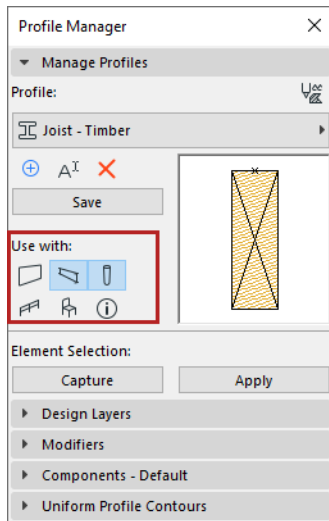 Profile Manager
Manage Profiles
Profile:
Joist - Timber
Save
Use with:
Element Selection:
Capture
Apply
Design Layers
Modifiers
Components - Default
Uniform Profile Contours